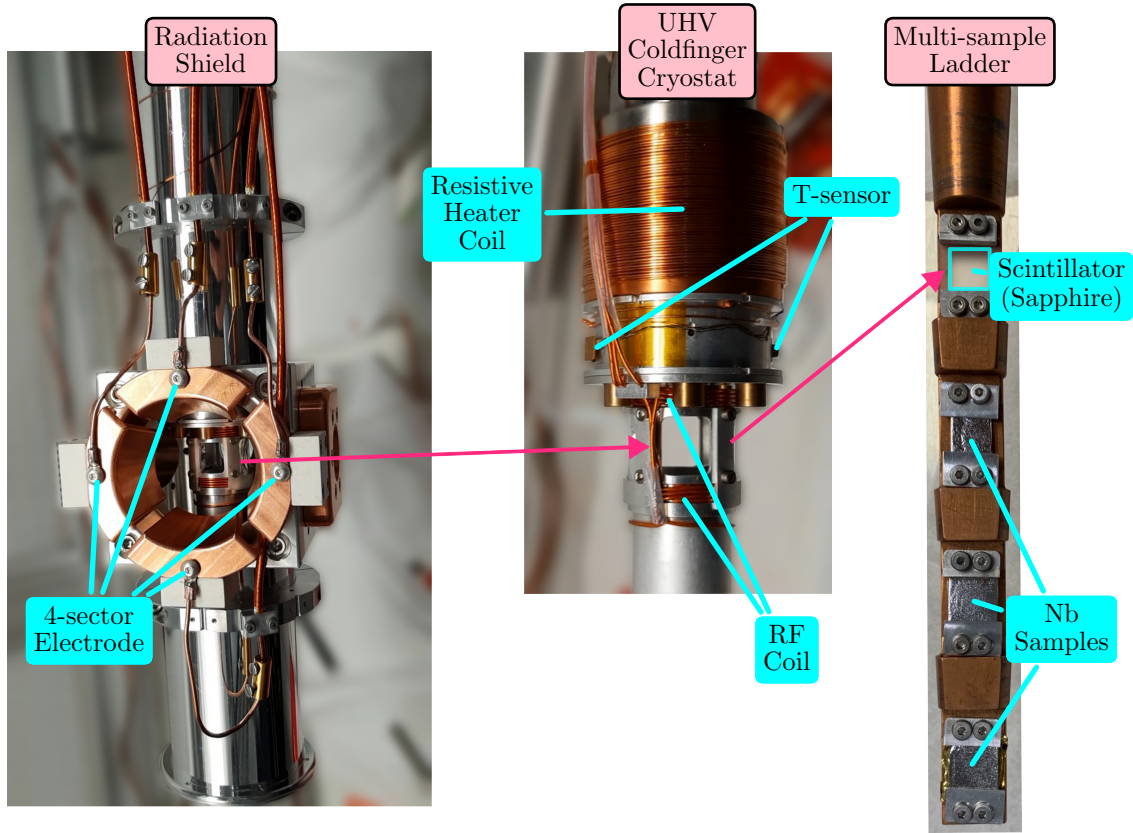 Radiation
Shield
UHV
Coldfinger
Cryostat
Multi-sample
Ladder
Resistive
Heater
Coil
T-sensor
Scintillator
(Sapphire)
4-sector
Electrode
RF
Coil
Nb
Samples